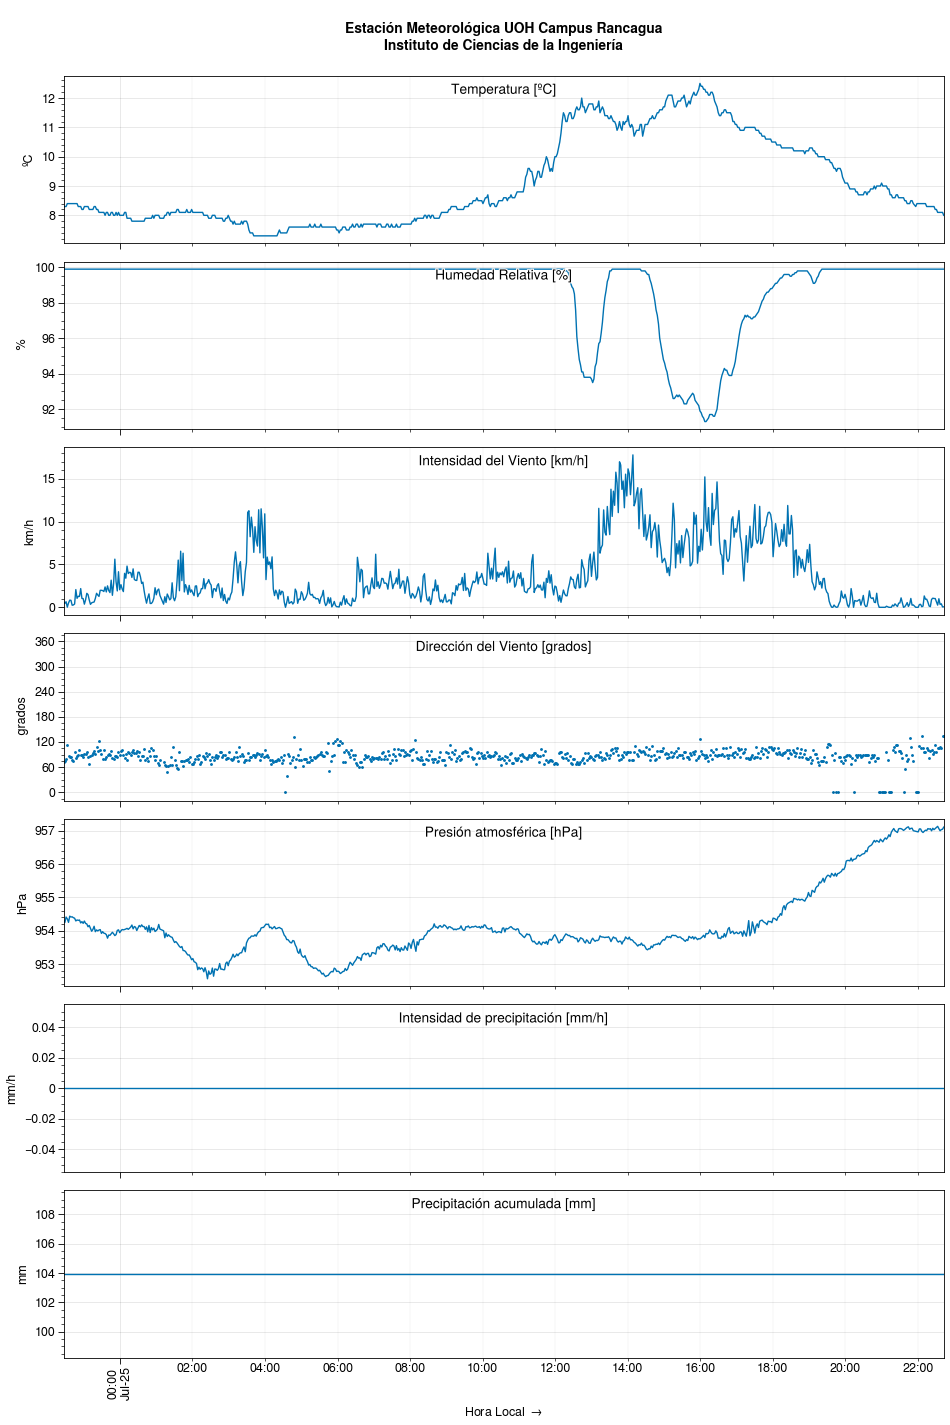 Estación Meteorológica UOH Campus Rancagua
Instituto de Ciencias de la Ingeniería
Temperatura [ºC]
12
11
10
9
8
ºC
Humedad Relativa [%]
100
98
96
94
92
%
Intensidad del Viento [km/h]
15
10
5
0
km/h
Dirección del Viento [grados]
360
300
240
180
120
60
0
grados
Presión atmosférica [hPa]
957
956
955
954
953
hPa
Intensidad de precipitación [mm/h]
0.04
0.02
0
−0.02
−0.04
mm/h
Precipitación acumulada [mm]
108
106
104
102
100
mm
00:00
Jul-25
02:00
04:00
06:00
08:00
10:00
12:00
14:00
16:00
18:00
20:00
22:00
Hora Local →